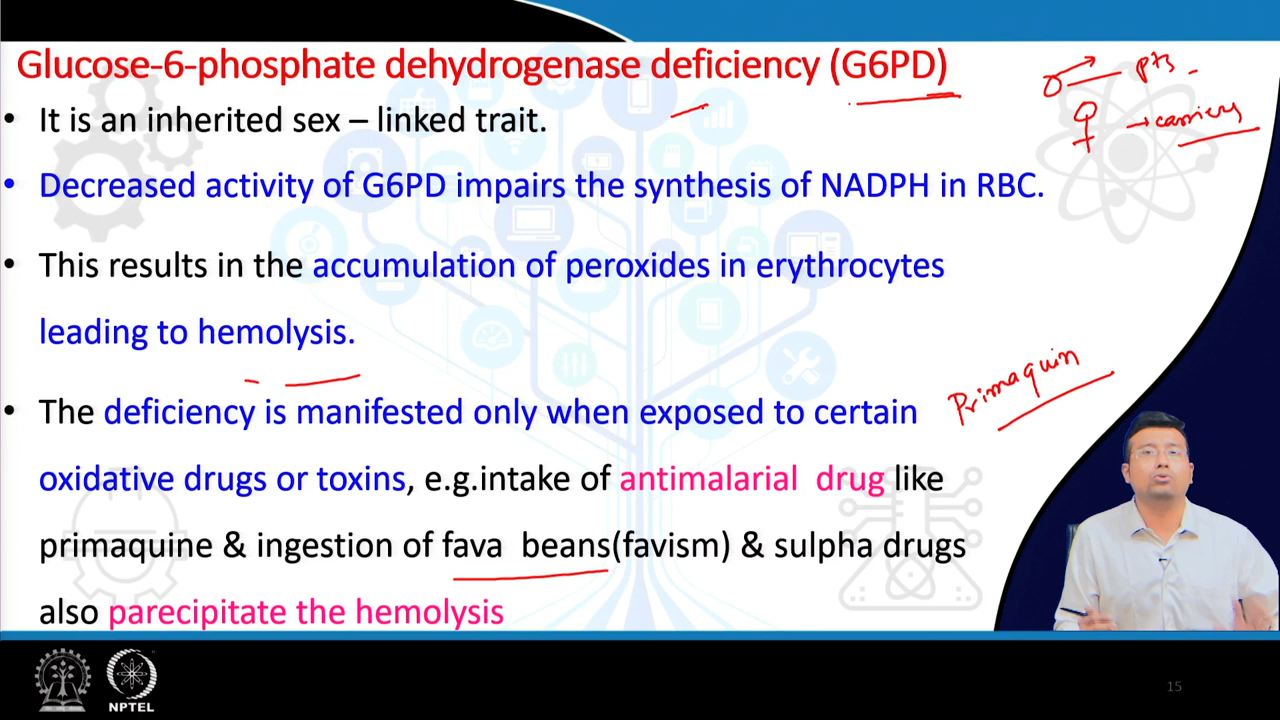 Glucose-6-phosphate dehydrogenase deficiency (G6PD)
♂ pts
♀ → carriers
• It is an inherited sex – linked trait.
• Decreased activity of G6PD impairs the synthesis of NADPH in RBC.
• This results in the accumulation of peroxides in erythrocytes
leading to hemolysis.
Primaquin
• The deficiency is manifested only when exposed to certain
oxidative drugs or toxins, e.g.intake of antimalarial drug like
primaquine & ingestion of fava beans(favism) & sulpha drugs
also parecipitate the hemolysis
NPTEL
15